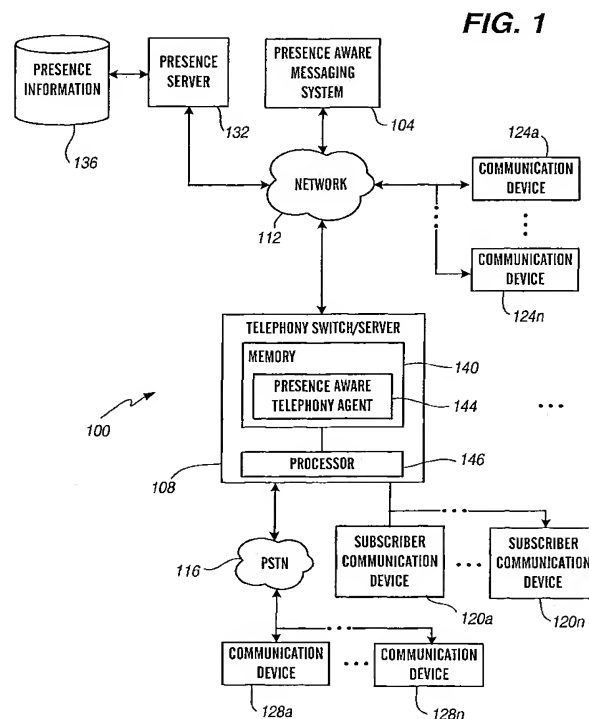 FIG. 1
PRESENCE
INFORMATION
136
PRESENCE
SERVER
132
PRESENCE AWARE
MESSAGING
SYSTEM
104
NETWORK
112
124a
COMMUNICATION
DEVICE
COMMUNICATION
DEVICE
124n
TELEPHONY SWITCH/SERVER
MEMORY
140
PRESENCE AWARE
TELEPHONY AGENT
144
100
PROCESSOR
146
108
116
PSTN
SUBSCRIBER
COMMUNICATION
DEVICE
120a
SUBSCRIBER
COMMUNICATION
DEVICE
120n
COMMUNICATION
DEVICE
128a
COMMUNICATION
DEVICE
128n